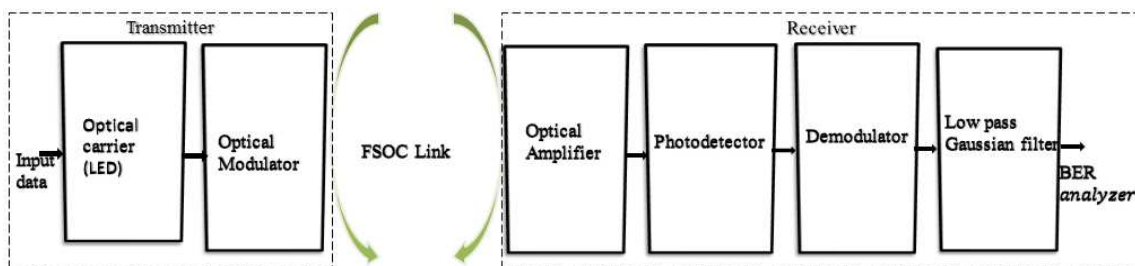 Transmitter
Receiver
Input
data
Optical
carrier
(LED)
Optical
Modulator
FSOC Link
Optical
Amplifier
Photodetector
Demodulator
Low pass
Gaussian filter
BER
analyzer